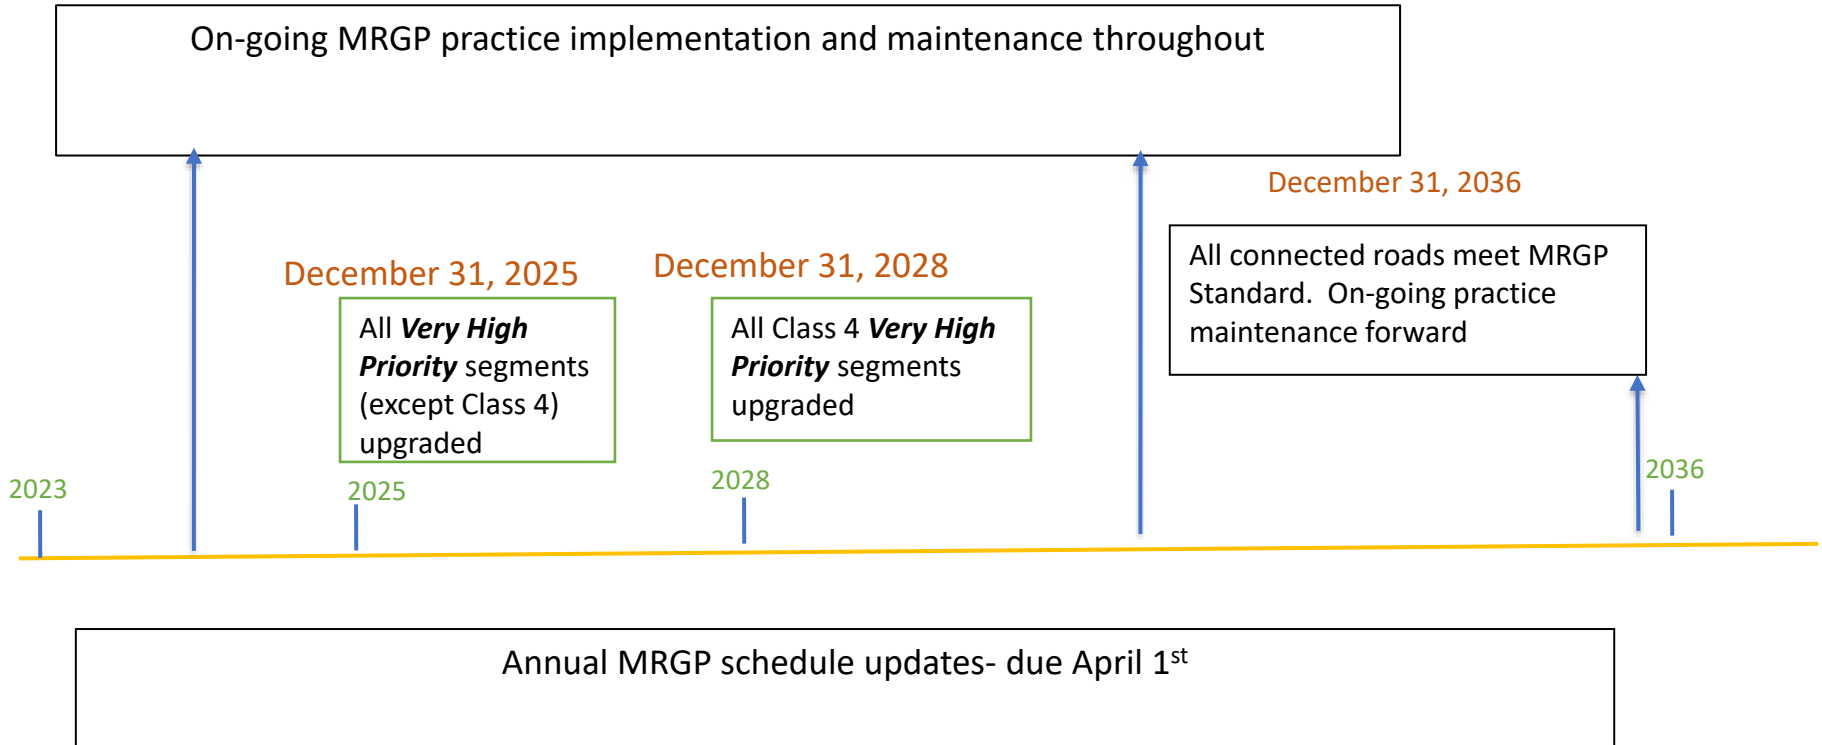 On-going MRGP practice implementation and maintenance throughout
December 31, 2036
All connected roads meet MRGP
Standard.  On-going practice
maintenance forward
December 31, 2025
All Very High
Priority segments
(except Class 4)
upgraded
December 31, 2028
All Class 4 Very High
Priority segments
upgraded
2023
2025
2028
2036
Annual MRGP schedule updates- due April 1st